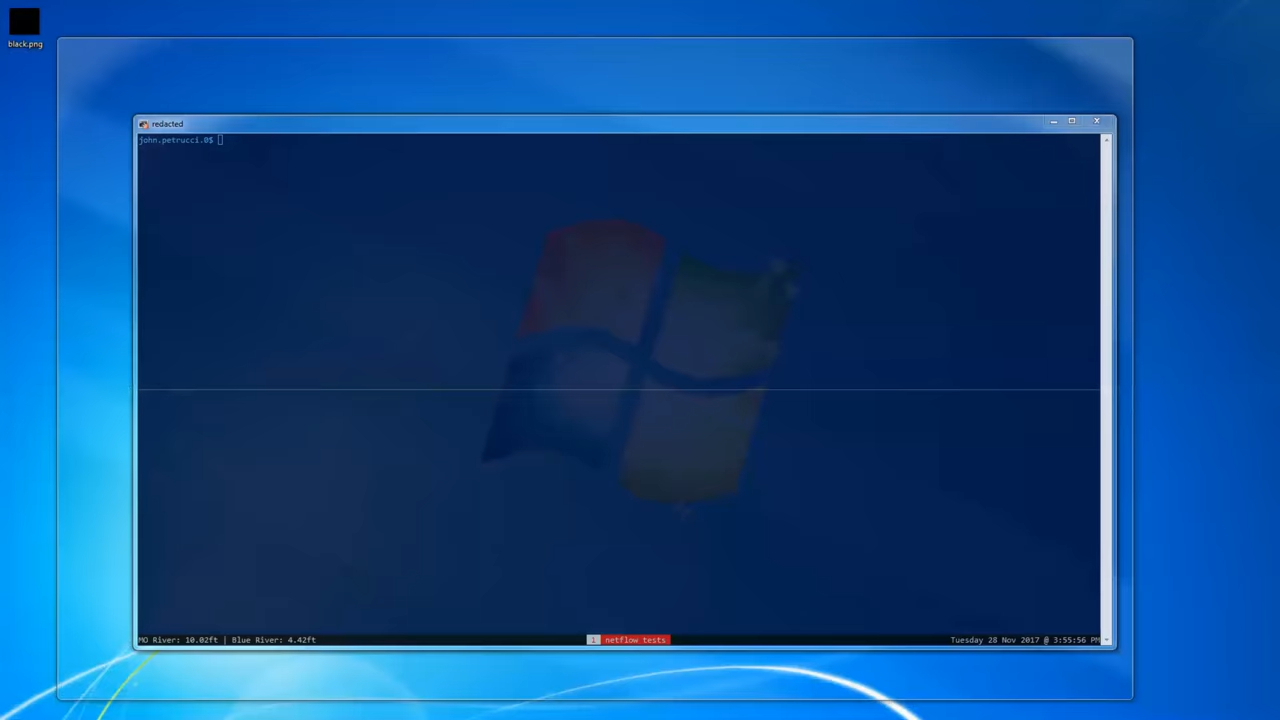 black.png
redacted
john.petrucci.0$
MO River: 10.02ft | Blue River: 4.42ft
1 netflow tests
Tuesday 28 Nov 2017 @ 3:55:56 PM